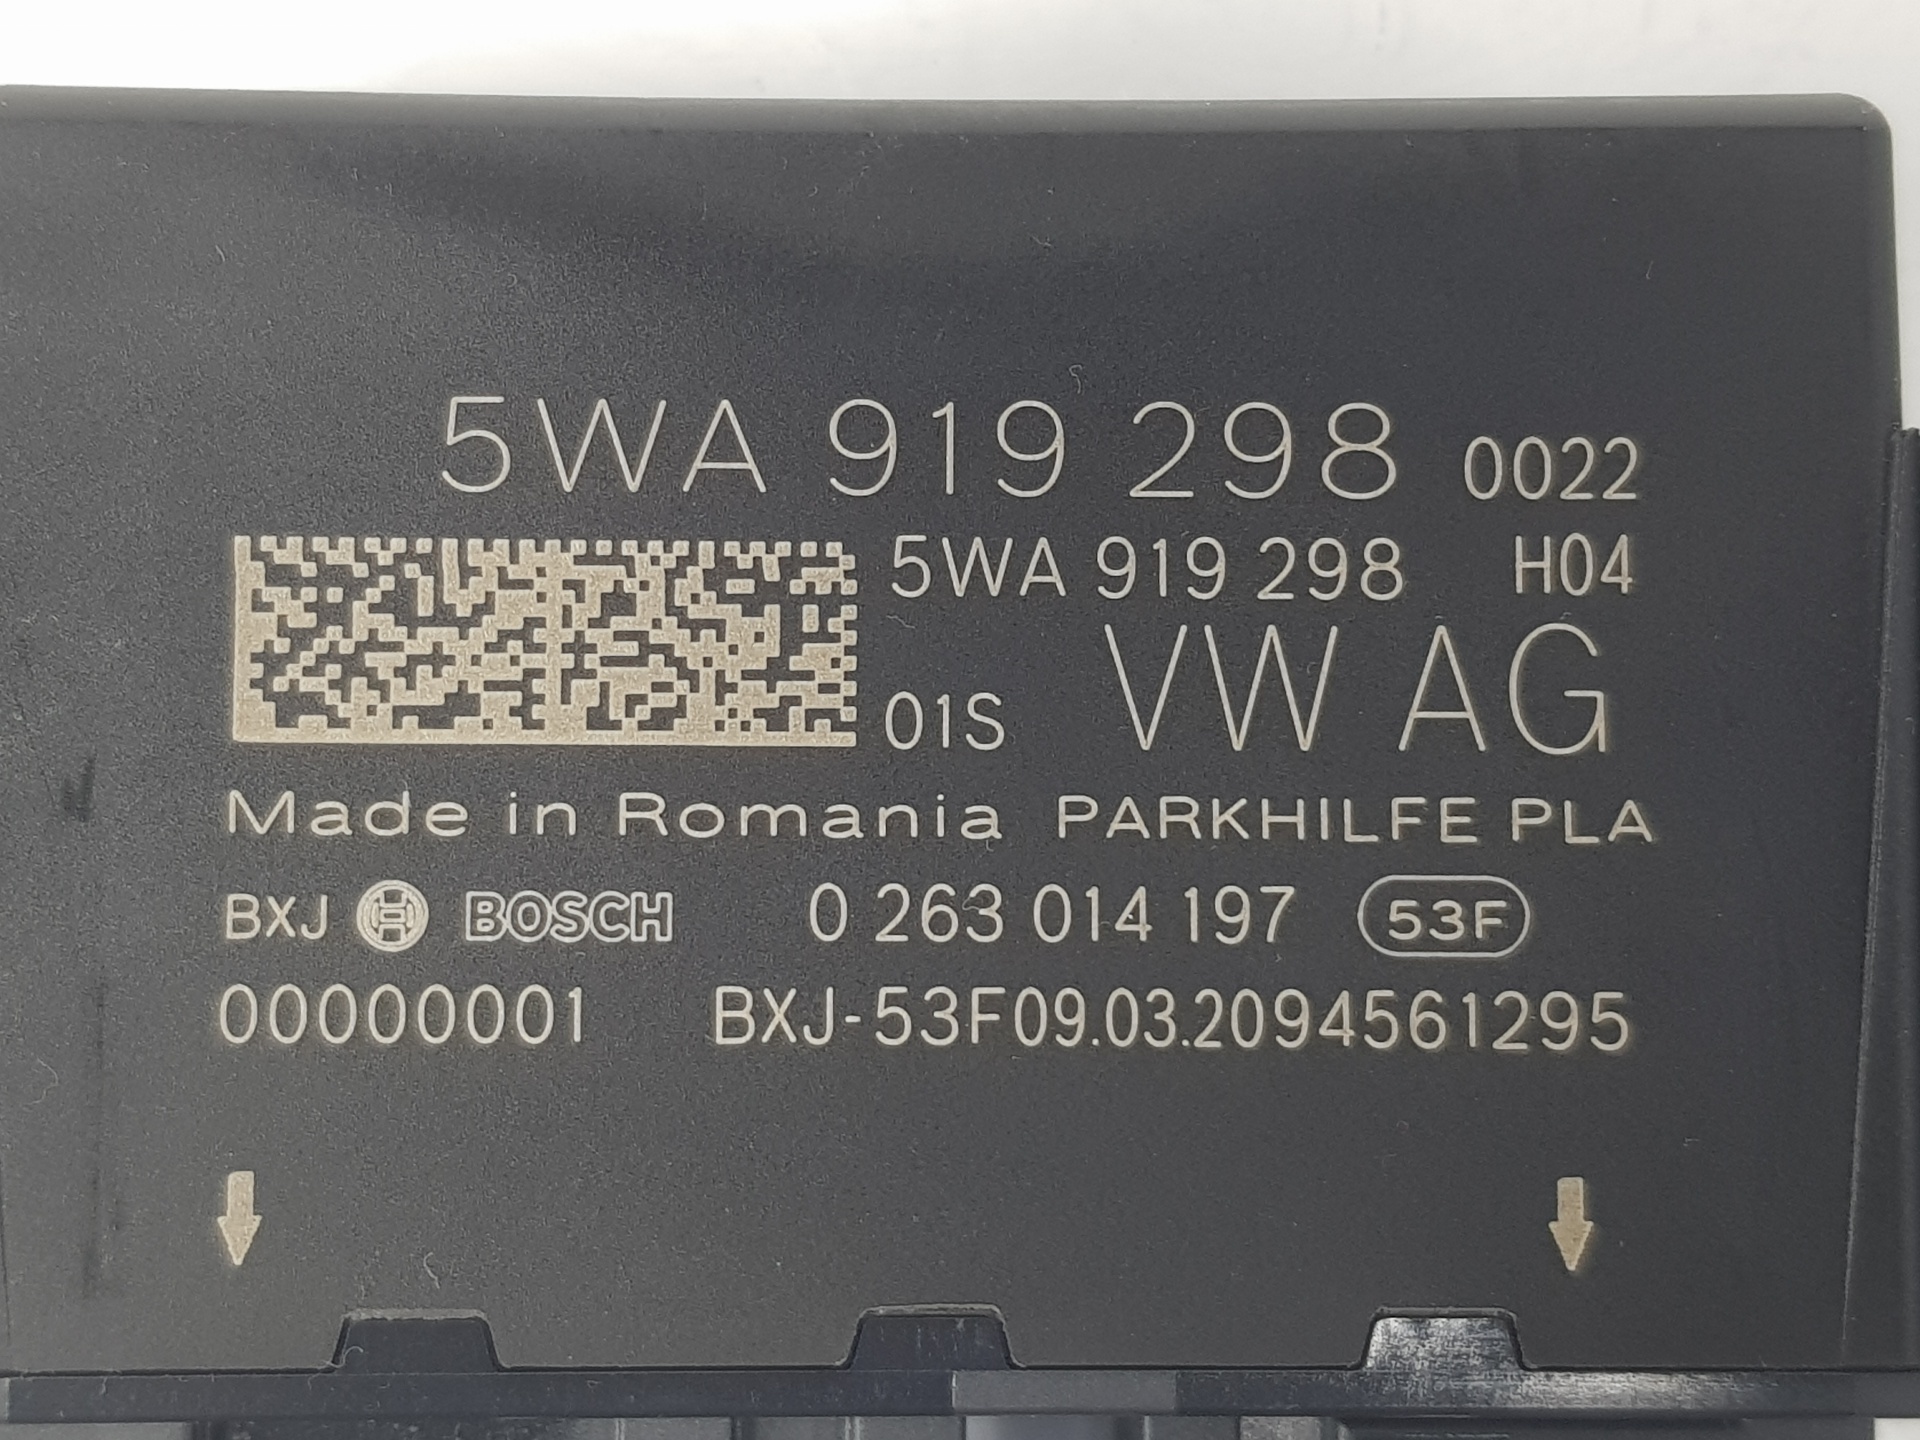 5WA 919 298 0022
5WA 919 298 H04
01S VW AG
Made in Romania PARKHILFE PLA
BXJ BOSCH 0 263 014 197 53F
00000001 BXJ-53F09.03.2094561295